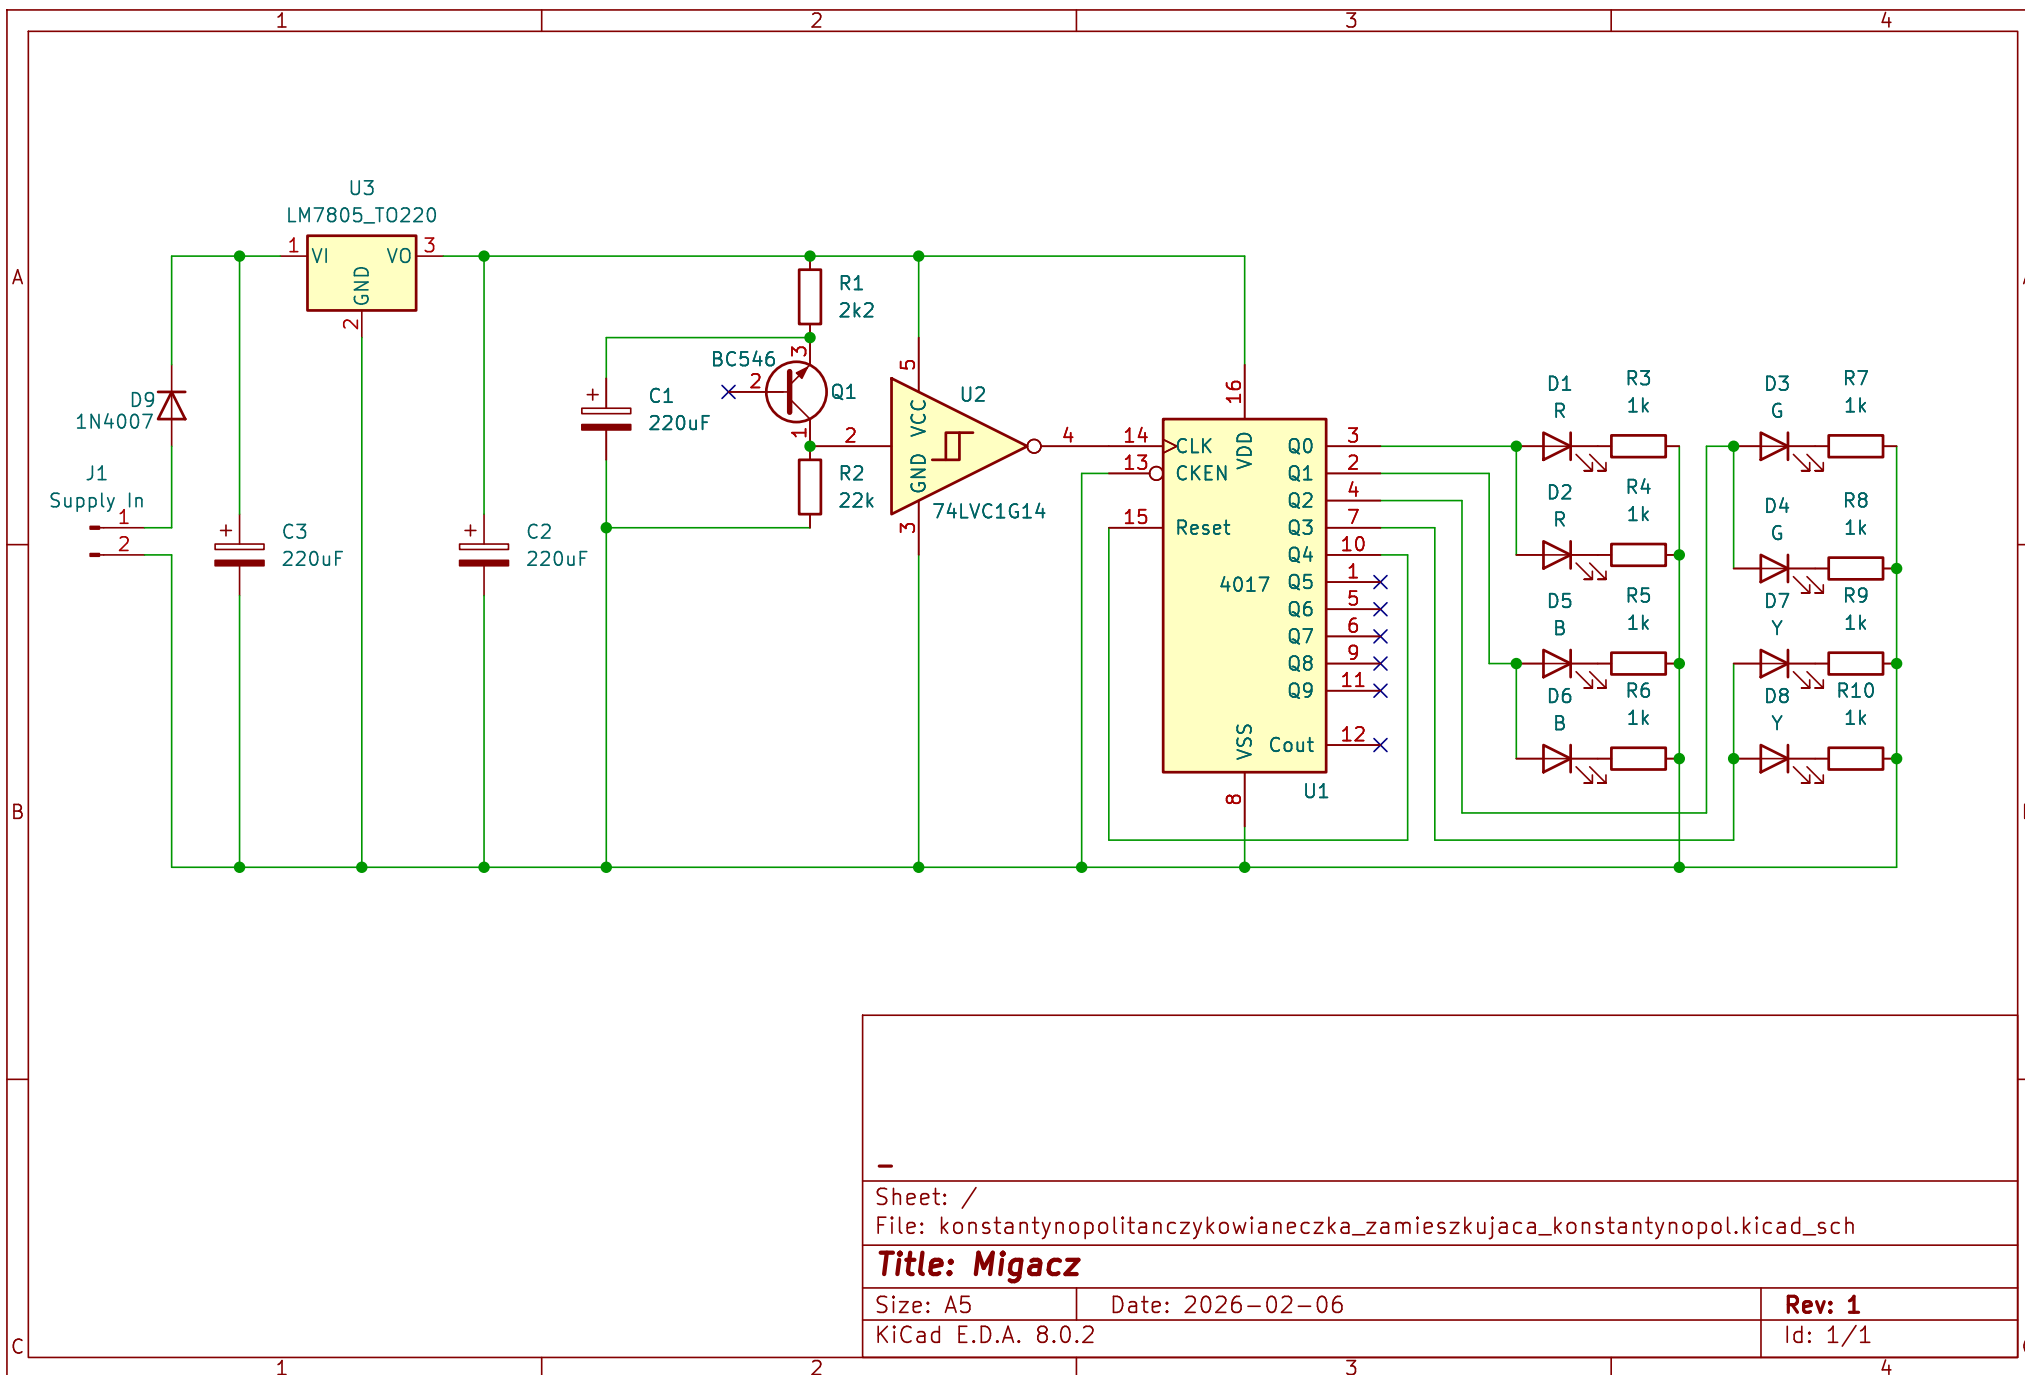 1 2 3 4
U3
LM7805_TO220
1 VI VO 3
GND
2
A
D9
1N4007
J1
Supply In
1
2
+ C3
220uF
+ C2
220uF
+ C1
220uF
R1
2k2
BC546
3
2
Q1
1
R2
22k
2
5
VCC
GND
3
U2
74LVC1G14
4
16
VDD
14 CLK
13 CKEN
15 Reset
4017
Q0 3
Q1 2
Q2 4
Q3 7
Q4 10
Q5 1
Q6 5
Q7 6
Q8 9
Q9 11
Cout 12
VSS
8
U1
D1 R3
R 1k
D2 R4
R 1k
D5 R5
B 1k
D6 R6
B 1k
D3 R7
G 1k
D4 R8
G 1k
D7 R9
Y 1k
D8 R10
Y 1k
B
C
Sheet: /
File: konstantynopolitanczykowianeczka_zamieszkujaca_konstantynopol.kicad_sch
Title: Migacz
Size: A5 Date: 2026-02-06 Rev: 1
KiCad E.D.A. 8.0.2 Id: 1/1
1 2 3 4